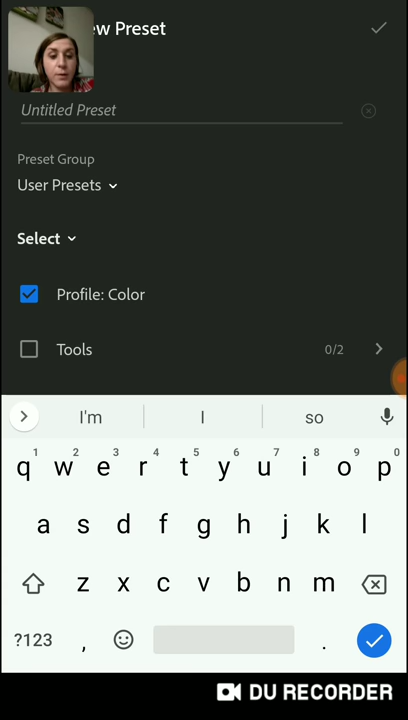 ew Preset
Untitled Preset
Preset Group
User Presets
Select
Profile: Color
Tools 0/2
I'm I so
1 2 3 4 5 6 7 8 9 0
q w e r t y u i o p
a s d f g h j k l
z x c v b n m
?123 , .
DU RECORDER